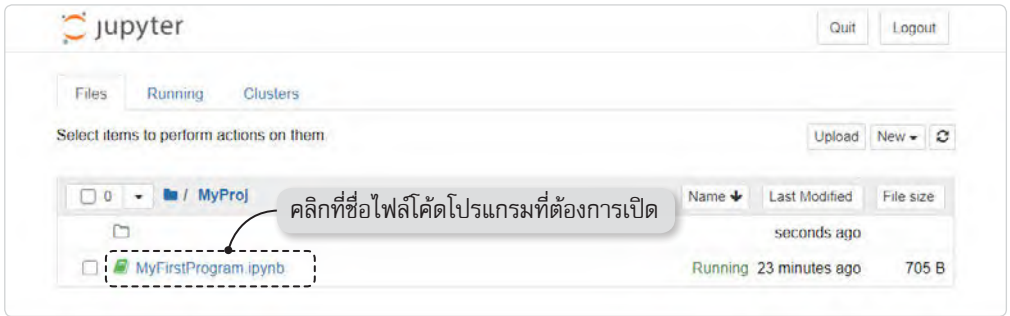 jupyter Quit Logout
Files Running Clusters
Select items to perform actions on them. Upload New
0 / MyProj Name Last Modified File size
คลิกที่ชื่อไฟล์โค้ดโปรแกรมที่ต้องการเปิด
seconds ago
MyFirstProgram.ipynb Running 23 minutes ago 705 B